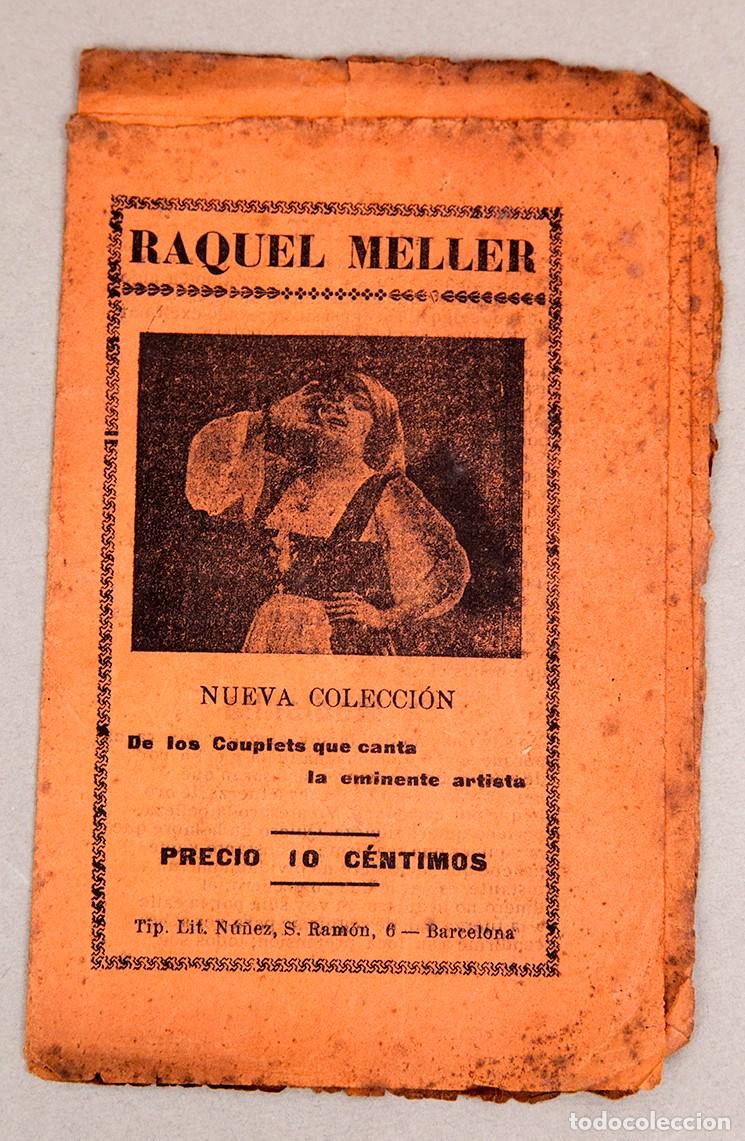 RAQUEL MELLER
NUEVA COLECCIÓN
De los Couplets que canta
la eminente artista
PRECIO 10 CÉNTIMOS
Tip. Lit. Núñez, S. Ramón, 6 — Barcelona
todocoleccion